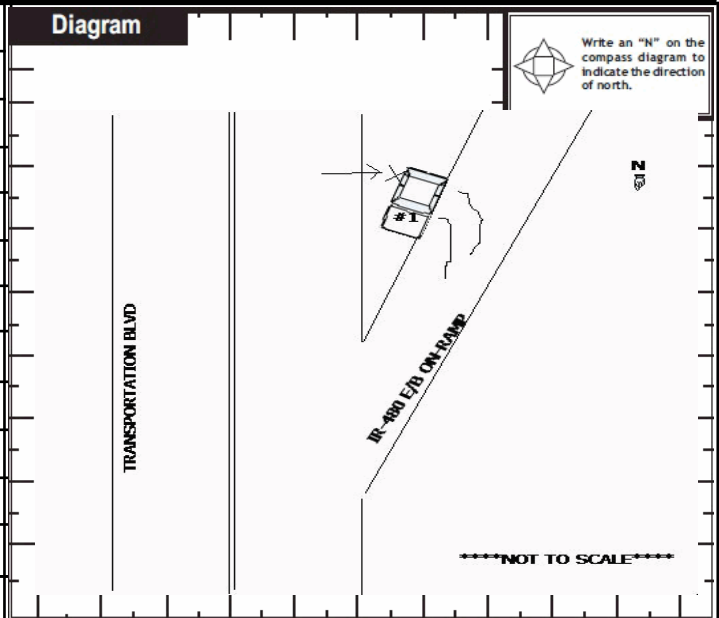 Diagram
Write an “N” on the
compass diagram to
indicate the direction
of north.
N
#1
TRANSPORTATION BLVD
IR-480 E/B ON-RAMP
****NOT TO SCALE****